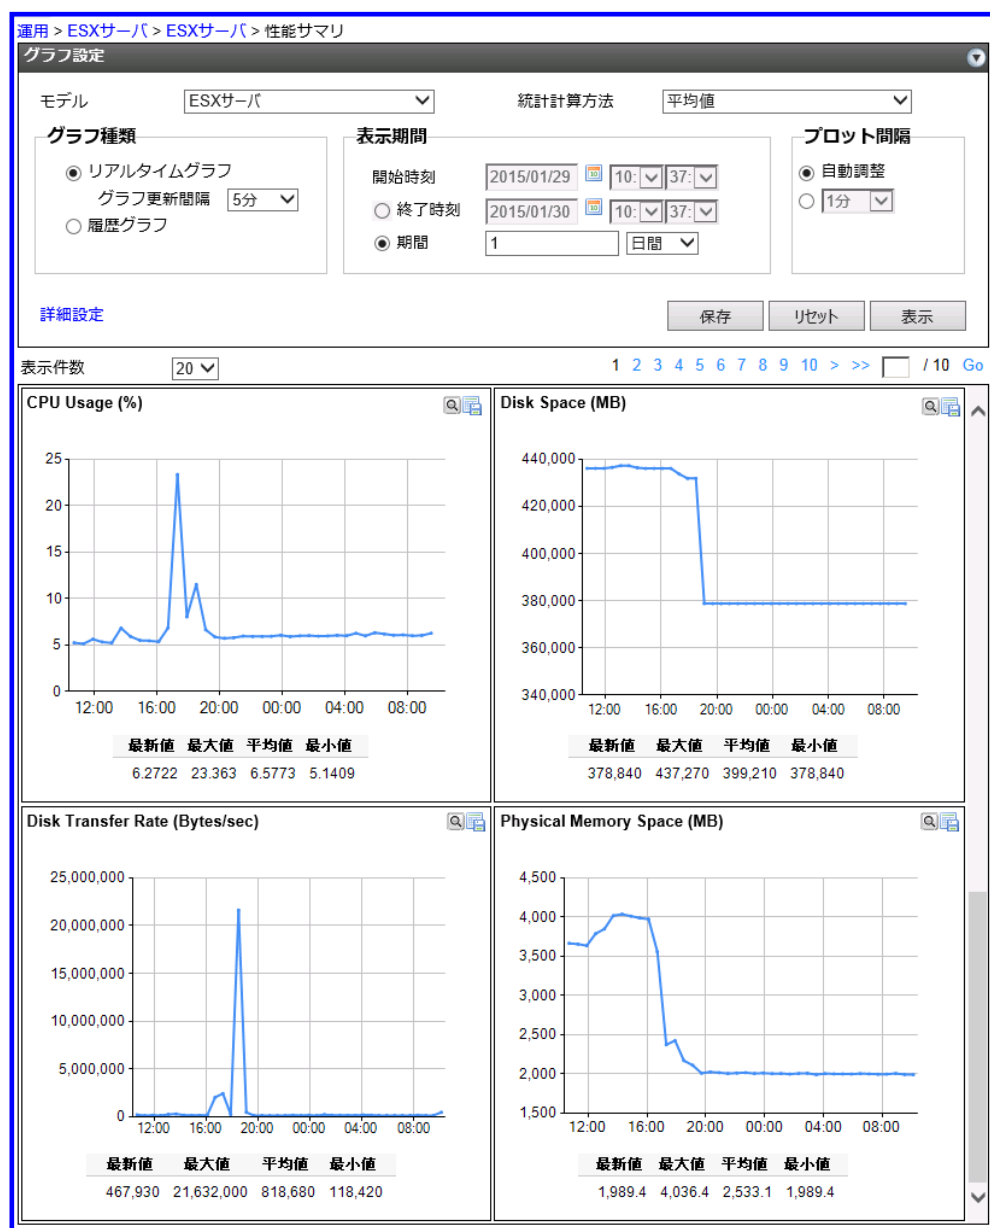 運用 > ESXサーバ > ESXサーバ > 性能サマリ
グラフ設定
モデル ESXサーバ 統計計算方法 平均値
グラフ種類 表示期間 プロット間隔
リアルタイムグラフ 開始時刻 2015/01/29 10: 37: 自動調整
グラフ更新間隔 5分 終了時刻 2015/01/30 10: 37: 1分
履歴グラフ 期間 1 日間
詳細設定 保存 リセット 表示
表示件数 20 1 2 3 4 5 6 7 8 9 10 > >> / 10 Go
CPU Usage (%)
25
20
15
10
5
0
12:00 16:00 20:00 00:00 04:00 08:00
最新値 最大値 平均値 最小値
6.2722 23.363 6.5773 5.1409
Disk Space (MB)
440,000
420,000
400,000
380,000
360,000
340,000
12:00 16:00 20:00 00:00 04:00 08:00
最新値 最大値 平均値 最小値
378,840 437,270 399,210 378,840
Disk Transfer Rate (Bytes/sec)
25,000,000
20,000,000
15,000,000
10,000,000
5,000,000
0
12:00 16:00 20:00 00:00 04:00 08:00
最新値 最大値 平均値 最小値
467,930 21,632,000 818,680 118,420
Physical Memory Space (MB)
4,500
4,000
3,500
3,000
2,500
2,000
1,500
12:00 16:00 20:00 00:00 04:00 08:00
最新値 最大値 平均値 最小値
1,989.4 4,036.4 2,533.1 1,989.4